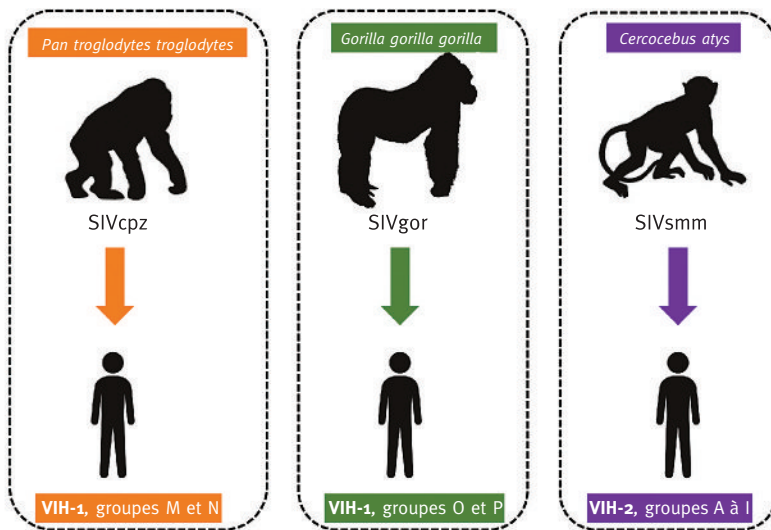 Pan troglodytes troglodytes
SIVcpz
VIH-1, groupes M et N
Gorilla gorilla gorilla
SIVgor
VIH-1, groupes O et P
Cercocebus atys
SIVsmm
VIH-2, groupes A à I